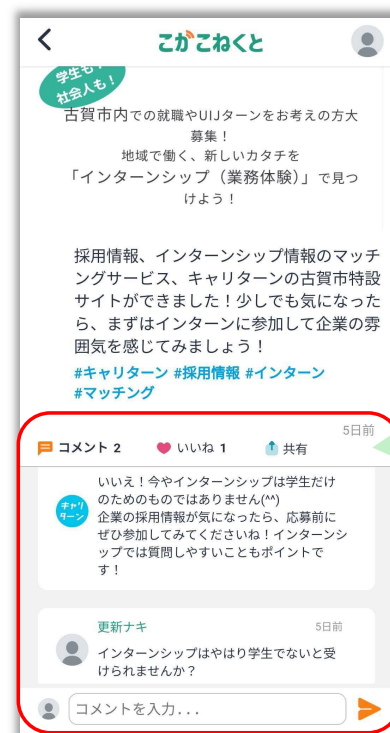 こがこねくと
学生も！
社会人も！
古賀市内での就職やUIJターンをお考えの方大
募集！
地域で働く、新しいカタチを
「インターンシップ（業務体験）」で見つ
けよう！
採用情報、インターンシップ情報のマッチ
ングサービス、キャリターンの古賀市特設
サイトができました！少しでも気になった
ら、まずはインターンに参加して企業の雰
囲気を感じてみましょう！
#キャリターン #採用情報 #インターン
#マッチング
5日前
コメント 2 いいね 1 共有
キャリ
ターン
いいえ！今やインターンシップは学生だけ
のためのものではありません(^^)
企業の採用情報が気になったら、応募前に
ぜひ参加してみてくださいね！インターンシ
ップでは質問しやすいこともポイントで
す！
更新ナキ 5日前
インターンシップはやはり学生でないと受
けられませんか？
コメントを入力...